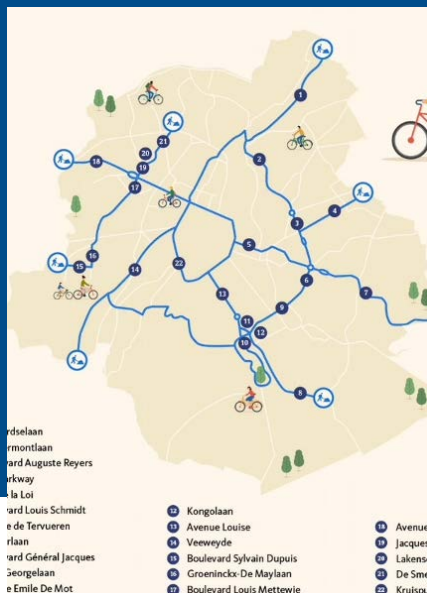 1
2
3
4
5
6
7
8
9
10
11
12
13
14
15
16
17
18
19
20
21
22
rdselaan
ermontlaan
vard Auguste Reyers
arkway
la Loi
vard Louis Schmidt
e de Tervueren
rlaan
vard Général Jacques
Georgelaan
e Emile De Mot
12 Kongolaan
13 Avenue Louise
14 Veeweyde
15 Boulevard Sylvain Dupuis
16 Groeninckx-De Maylaan
17 Boulevard Louis Mettewie
18 Avenue
19 Jacques
20 Lakense
21 De Sme
22 Kruispu